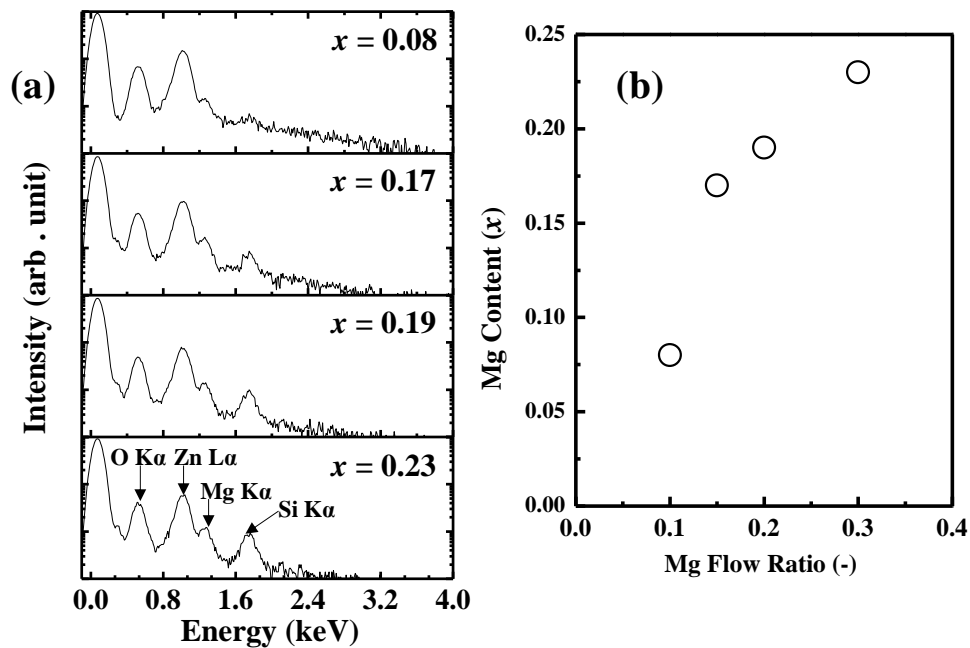 (a)
Intensity (arb . unit)
x = 0.08
x = 0.17
x = 0.19
x = 0.23
O Kα
Zn Lα
Mg Kα
Si Kα
0.0 0.8 1.6 2.4 3.2 4.0
Energy (keV)
(b)
Mg Content (x)
0.25
0.20
0.15
0.10
0.05
0.00
0.0 0.1 0.2 0.3 0.4
Mg Flow Ratio (-)